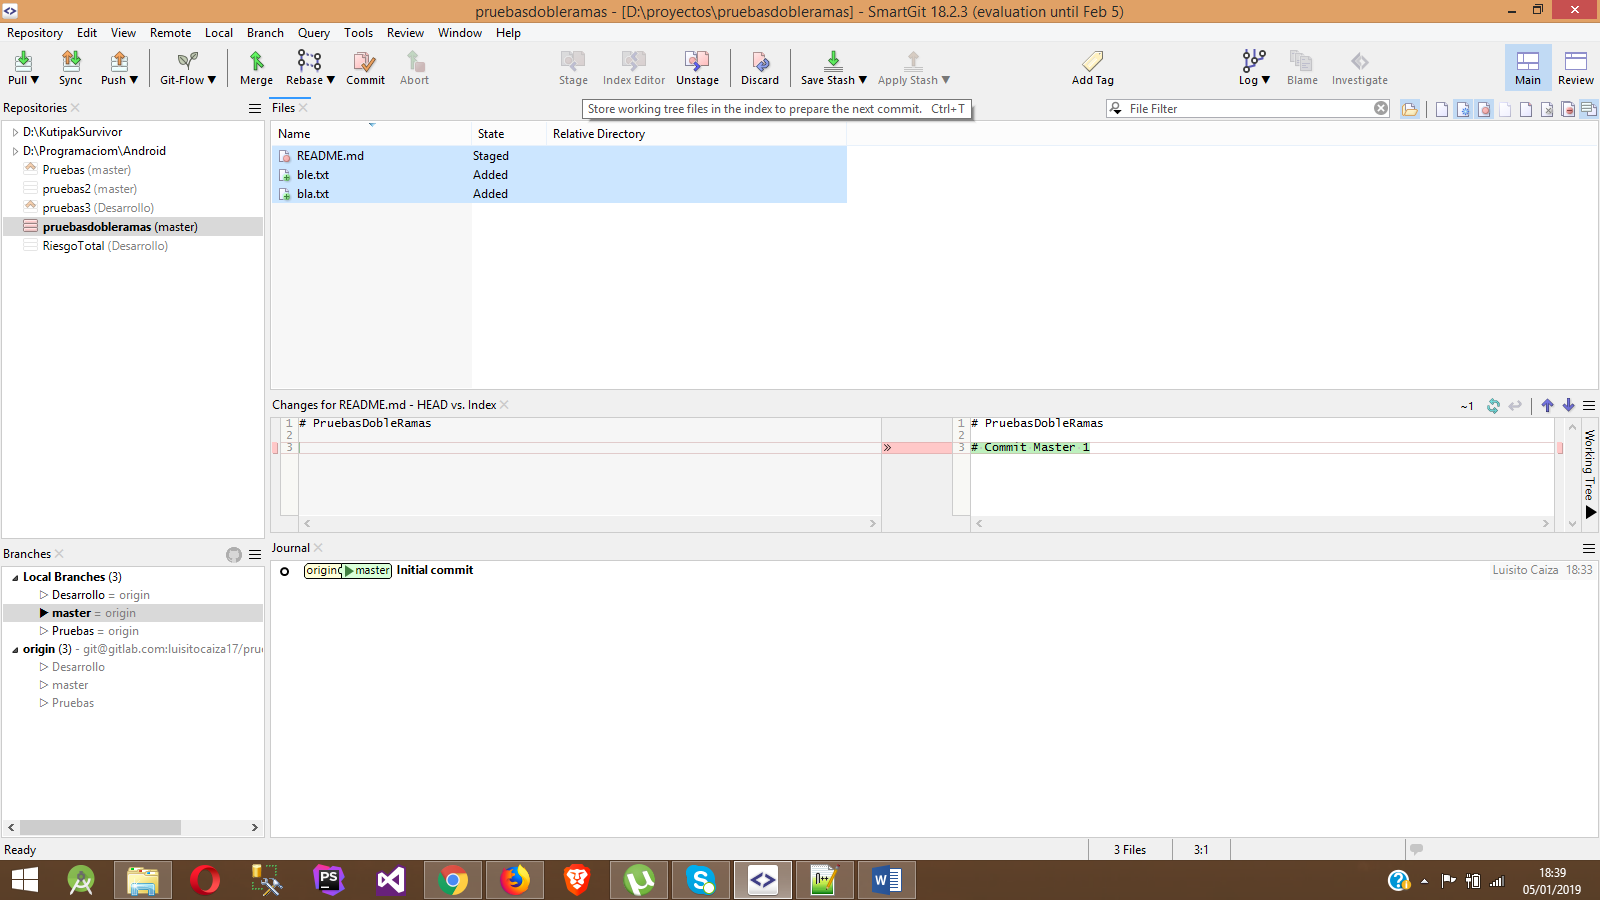 pruebasdobleramas - [D:\proyectos\pruebasdobleramas] - SmartGit 18.2.3 (evaluation until Feb 5)
Repository Edit View Remote Local Branch Query Tools Review Window Help
Pull Sync Push Git-Flow Merge Rebase Commit Abort Stage Index Editor Unstage Discard Save Stash Apply Stash Add Tag Log Blame Investigate Main Review
Repositories
D:\KutipakSurvivor
D:\Programaciom\Android
Pruebas (master)
pruebas2 (master)
pruebas3 (Desarrollo)
pruebasdobleramas (master)
RiesgoTotal (Desarrollo)
Files
Store working tree files in the index to prepare the next commit. Ctrl+T
File Filter
Name State Relative Directory
README.md Staged
ble.txt Added
bla.txt Added
Changes for README.md - HEAD vs. Index
~1
1 # PruebasDobleRamas
2
3
»
1 # PruebasDobleRamas
2
3 # Commit Master 1
Working Tree
Branches
Local Branches (3)
Desarrollo = origin
master = origin
Pruebas = origin
origin (3) - git@gitlab.com:luisitocaiza17/pru
Desarrollo
master
Pruebas
Journal
origin master Initial commit Luisito Caiza 18:33
Ready 3 Files 3:1
PS
18:39
05/01/2019